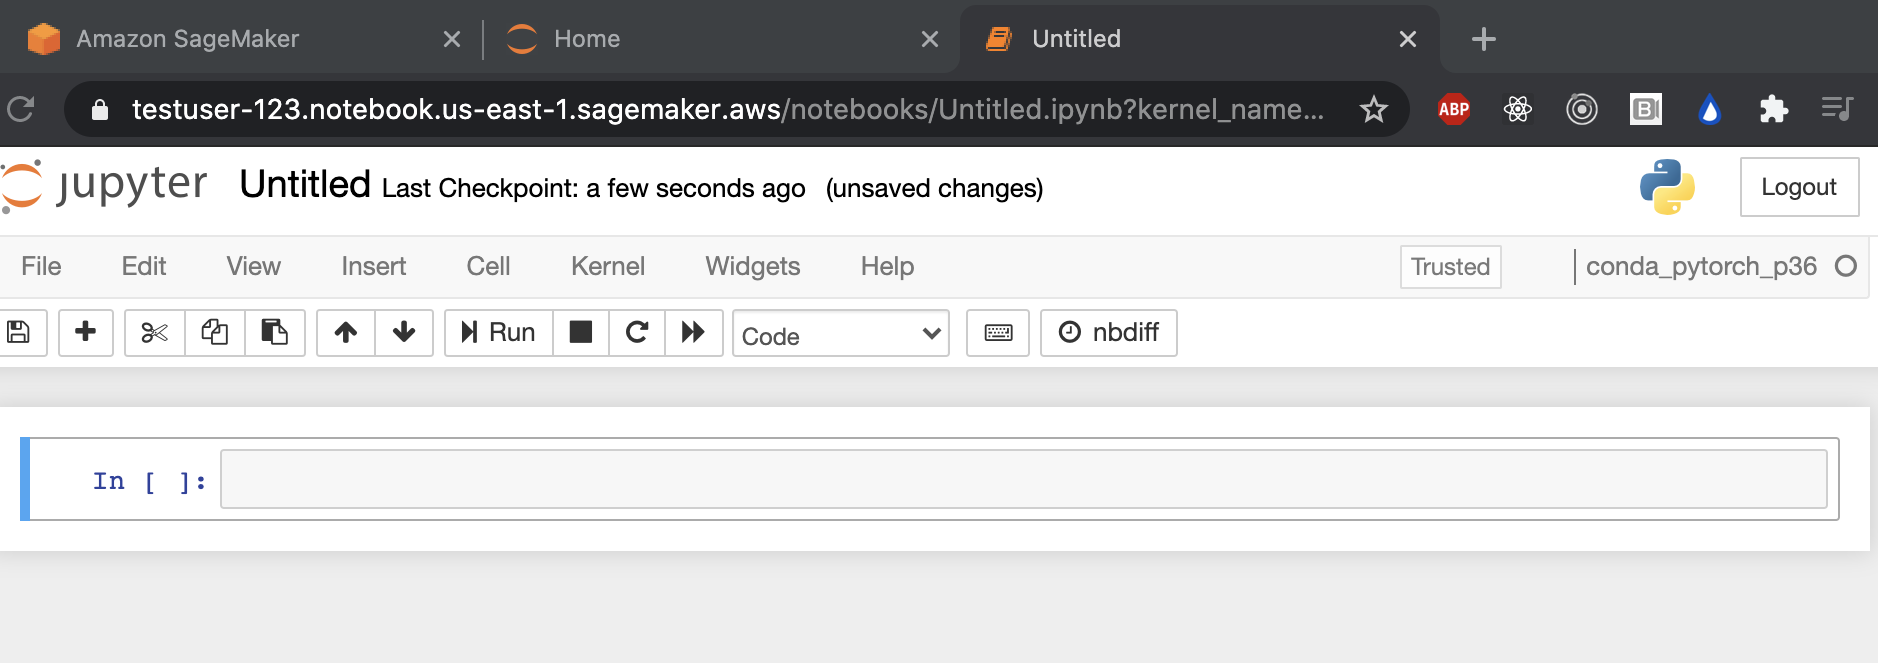 Amazon SageMaker Home Untitled
testuser-123.notebook.us-east-1.sagemaker.aws/notebooks/Untitled.ipynb?kernel_name... ABP B
jupyter Untitled Last Checkpoint: a few seconds ago (unsaved changes) Logout
File Edit View Insert Cell Kernel Widgets Help Trusted conda_pytorch_p36
Run Code nbdiff
In [ ]: